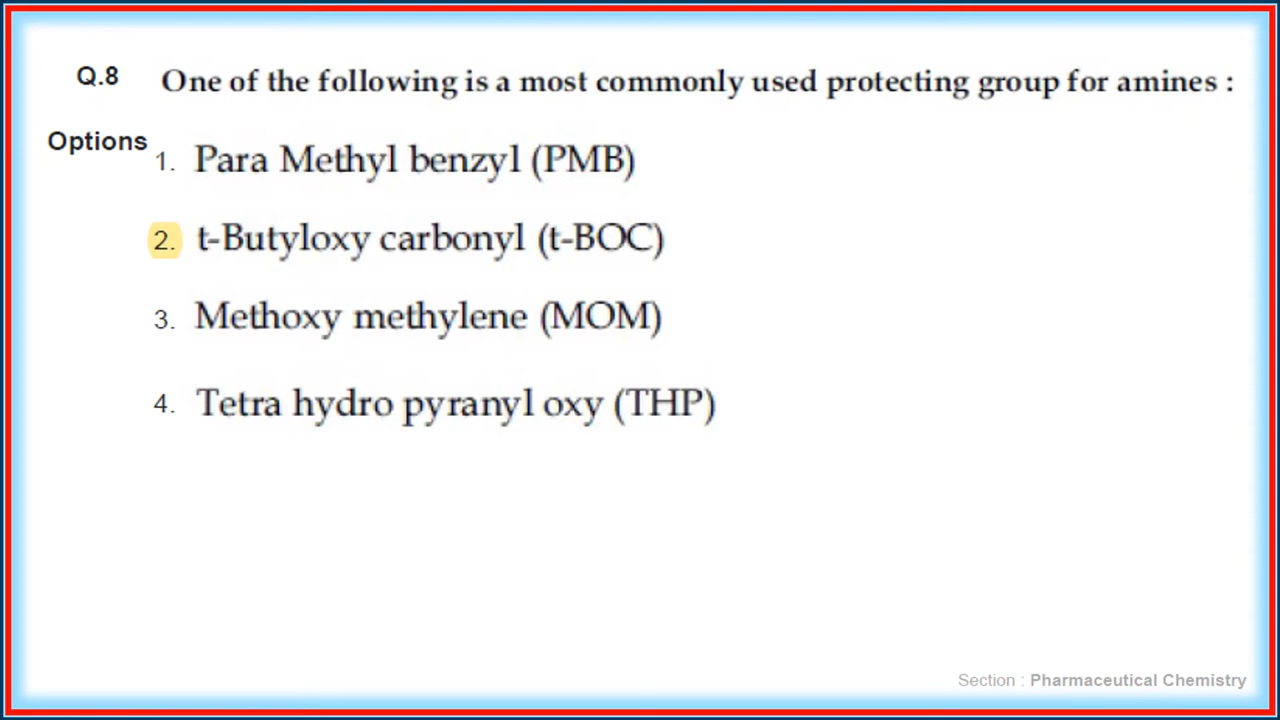 Q.8 One of the following is a most commonly used protecting group for amines :
Options
1. Para Methyl benzyl (PMB)
2. t-Butyloxy carbonyl (t-BOC)
3. Methoxy methylene (MOM)
4. Tetra hydro pyranyl oxy (THP)
Section : Pharmaceutical Chemistry